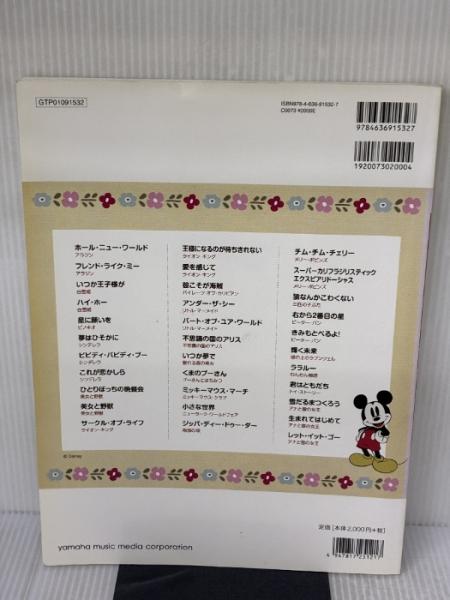 GTP01091532
ISBN978-4-636-91532-7
C0073 ¥2000E
9784636915327
1920073020004
ホール・ニュー・ワールド
アラジン
フレンド・ライク・ミー
アラジン
いつか王子様が
白雪姫
ハイ・ホー
白雪姫
星に願いを
ピノキオ
夢はひそかに
シンデレラ
ビビディ・バビディ・ブー
シンデレラ
これが恋かしら
シンデレラ
ひとりぼっちの晩餐会
美女と野獣
美女と野獣
美女と野獣
サークル・オブ・ライフ
ライオン・キング
王様になるのが待ちきれない
ライオン・キング
愛を感じて
ライオン・キング
彼こそが海賊
パイレーツ・オブ・カリビアン
アンダー・ザ・シー
リトル・マーメイド
パート・オブ・ユア・ワールド
リトル・マーメイド
不思議の国のアリス
不思議の国のアリス
いつか夢で
眠れる森の美女
くまのプーさん
プーさんとはちみつ
ミッキーマウス・マーチ
ミッキーマウス・クラブ
小さな世界
ニューヨーク・ワールドフェア
ジッパ・ディー・ドゥー・ダー
南部の唄
チム・チム・チェリー
メリー・ポピンズ
スーパーカリフラジリスティック
エクスピアリドーシャス
メリー・ポピンズ
狼なんかこわくない
三匹の子ぶた
右から2番目の星
ピーター・パン
きみもとべるよ!
ピーター・パン
輝く未来
塔の上のラプンツェル
ララルー
わんわん物語
君はともだち
トイ・ストーリー
雪だるまつくろう
アナと雪の女王
生まれてはじめて
アナと雪の女王
レット・イット・ゴー
アナと雪の女王
© Disney
定価 [本体2,000円+税]
yamaha music media corporation